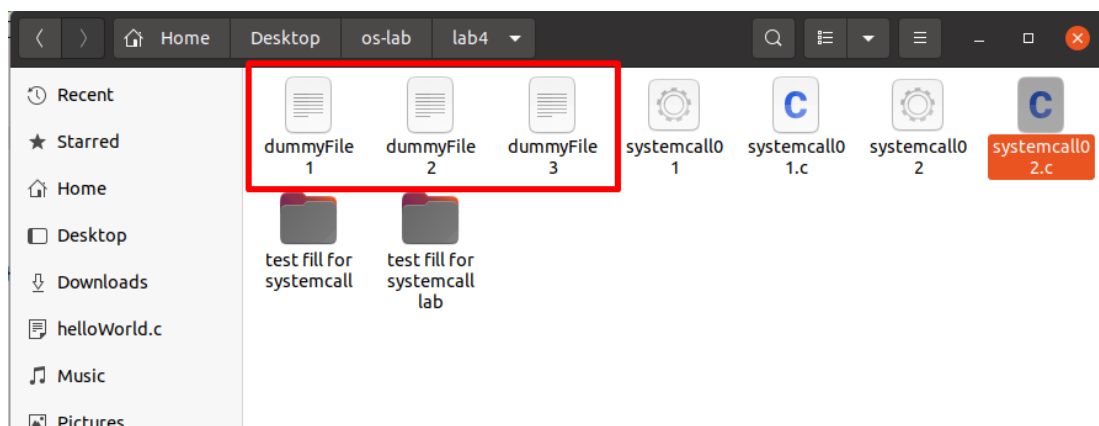 Home Desktop os-lab lab4
Recent
Starred
Home
Desktop
Downloads
helloWorld.c
Music
Pictures
dummyFile
1
dummyFile
2
dummyFile
3
systemcall0
1
C
systemcall0
1.c
systemcall0
2
C
systemcall0
2.c
test fill for
systemcall
test fill for
systemcall
lab